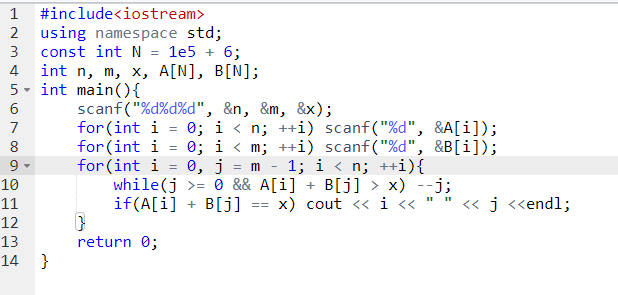 1 #include<iostream>
2 using namespace std;
3 const int N = 1e5 + 6;
4 int n, m, x, A[N], B[N];
5 int main(){
6     scanf("%d%d%d", &n, &m, &x);
7     for(int i = 0; i < n; ++i) scanf("%d", &A[i]);
8     for(int i = 0; i < m; ++i) scanf("%d", &B[i]);
9     for(int i = 0, j = m - 1; i < n; ++i){
10         while(j >= 0 && A[i] + B[j] > x) --j;
11         if(A[i] + B[j] == x) cout << i << " " << j <<endl;
12     }
13     return 0;
14 }